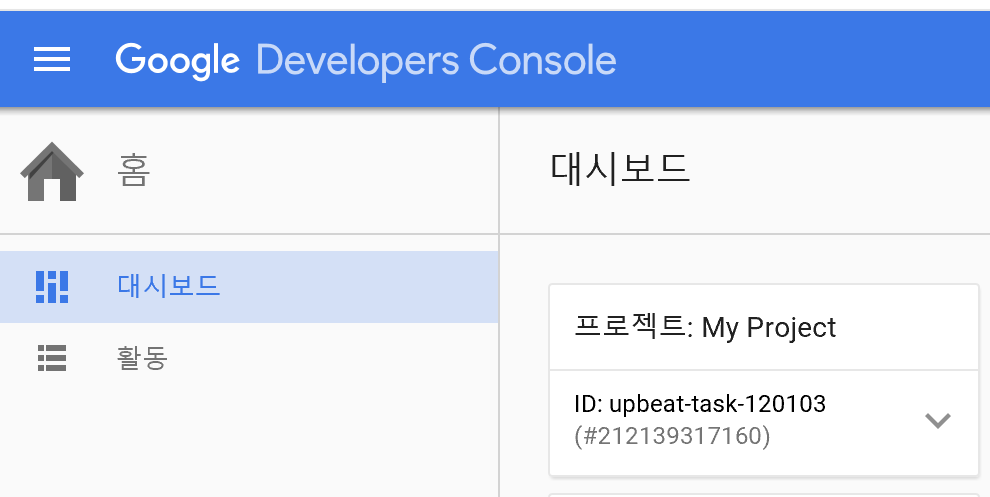 Google Developers Console
홈
대시보드
대시보드
활동
프로젝트: My Project
ID: upbeat-task-120103
(#212139317160)